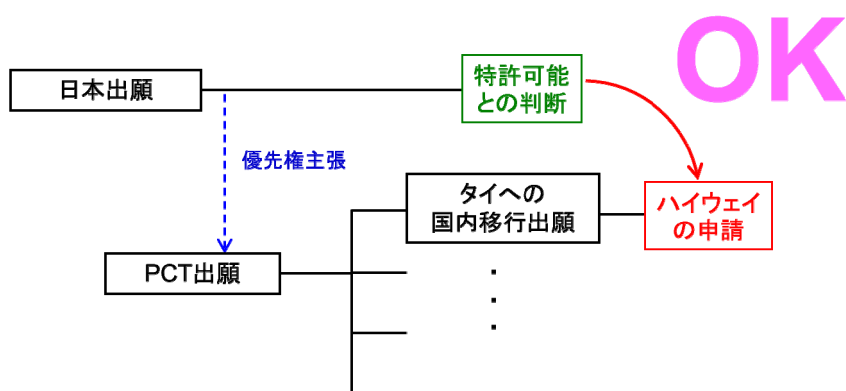 OK
日本出願
特許可能
との判断
優先権主張
タイへの
国内移行出願
ハイウェイ
の申請
PCT出願